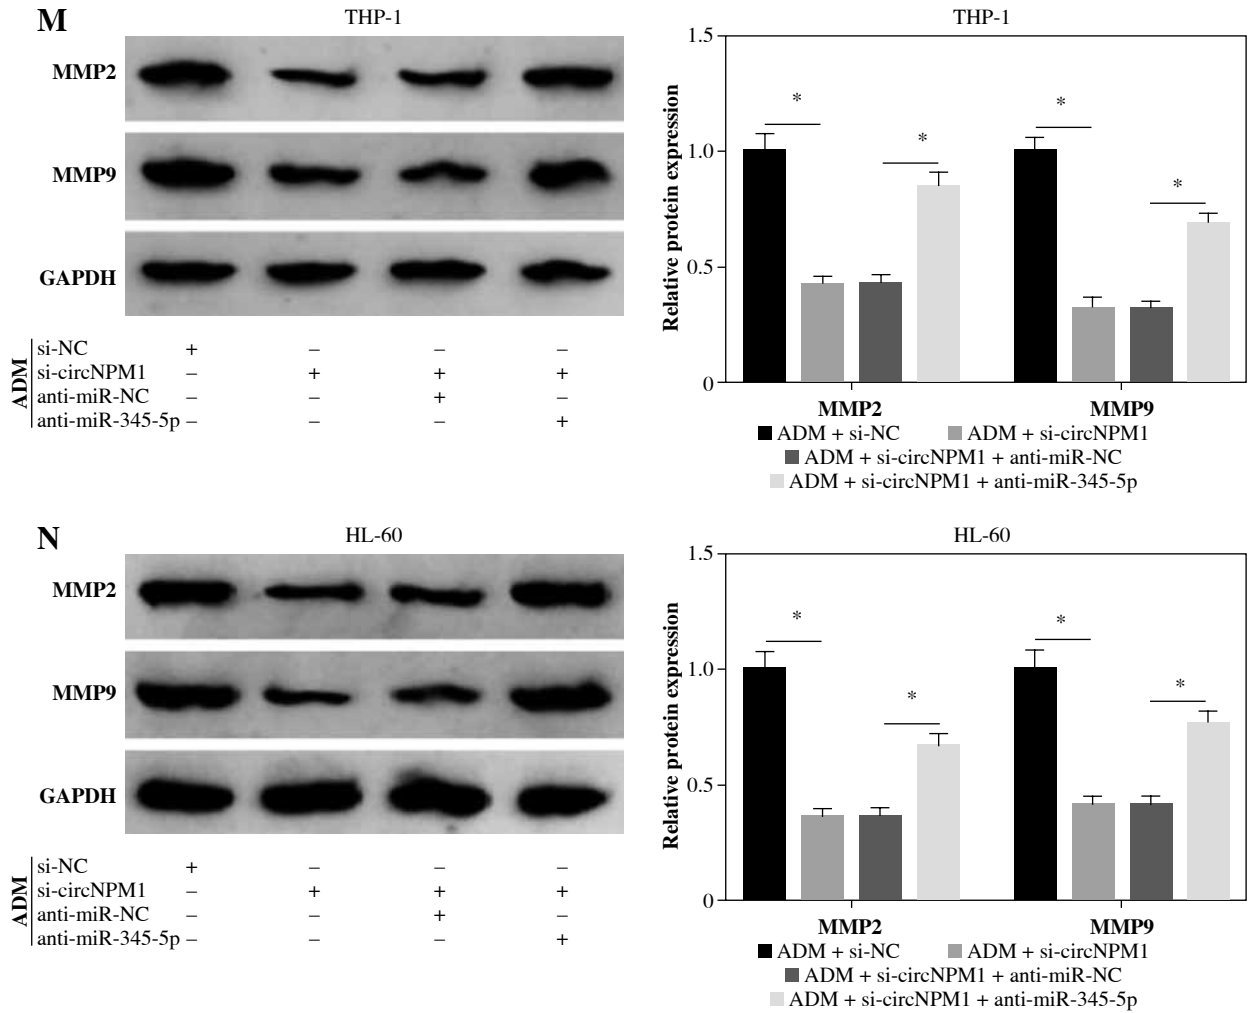 M
THP-1
MMP2
MMP9
GAPDH
ADM
si-NC + – – –
si-circNPM1 – + + +
anti-miR-NC – – + –
anti-miR-345-5p – – – +
THP-1
Relative protein expression
1.5
1.0
0.5
0
* * * *
MMP2 MMP9
ADM + si-NC ADM + si-circNPM1
ADM + si-circNPM1 + anti-miR-NC
ADM + si-circNPM1 + anti-miR-345-5p
N
HL-60
MMP2
MMP9
GAPDH
ADM
si-NC + – – –
si-circNPM1 – + + +
anti-miR-NC – – + –
anti-miR-345-5p – – – +
HL-60
Relative protein expression
1.5
1.0
0.5
0
* * * *
MMP2 MMP9
ADM + si-NC ADM + si-circNPM1
ADM + si-circNPM1 + anti-miR-NC
ADM + si-circNPM1 + anti-miR-345-5p